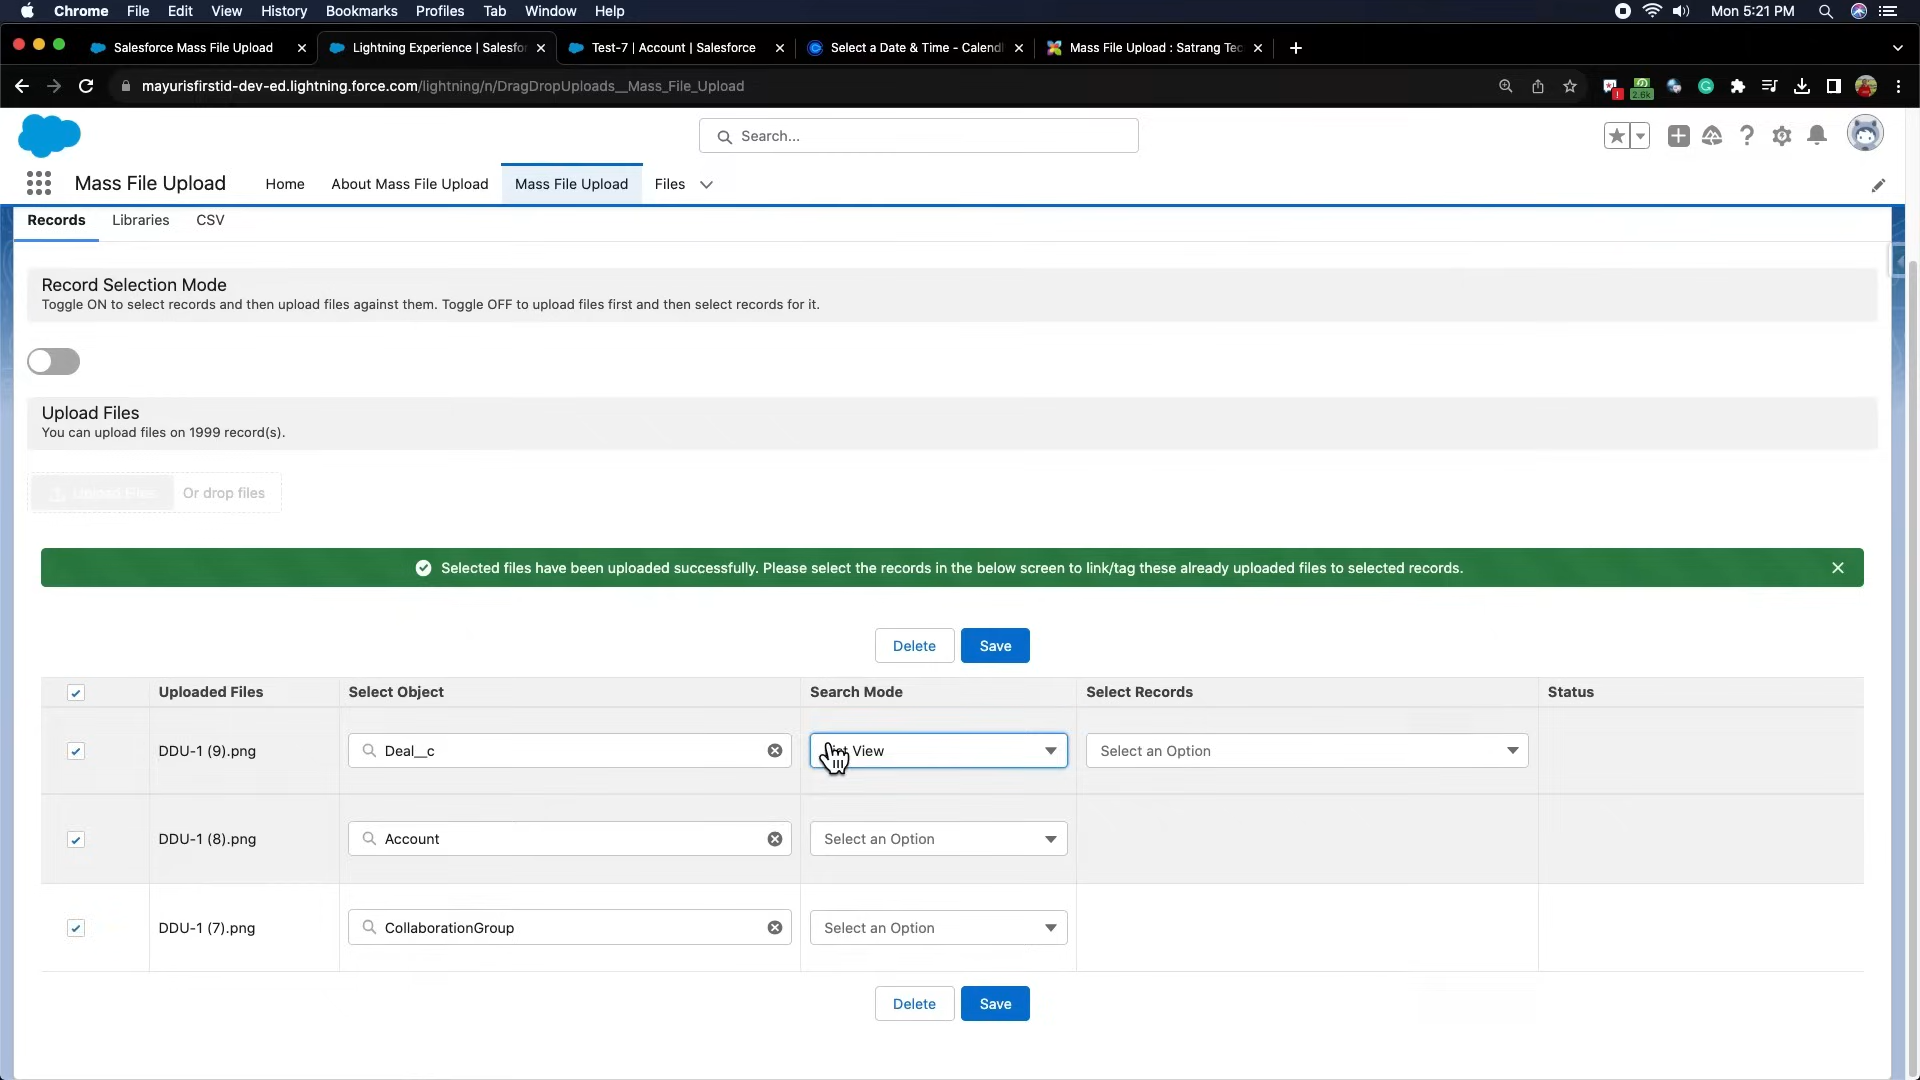 Chrome File Edit View History Bookmarks Profiles Tab Window Help Mon 5:21 PM
Salesforce Mass File Upload
Lightning Experience | Salesfor
Test-7 | Account | Salesforce
Select a Date & Time - Calendl
Mass File Upload : Satrang Tec
mayurisfirstid-dev-ed.lightning.force.com/lightning/n/DragDropUploads__Mass_File_Upload
2.6k
Search...
Mass File Upload Home About Mass File Upload Mass File Upload Files
Records Libraries CSV
Record Selection Mode
Toggle ON to select records and then upload files against them. Toggle OFF to upload files first and then select records for it.
Upload Files
You can upload files on 1999 record(s).
Upload Files Or drop files
Selected files have been uploaded successfully. Please select the records in the below screen to link/tag these already uploaded files to selected records.
Delete Save
Uploaded Files Select Object Search Mode Select Records Status
DDU-1 (9).png Deal__c View Select an Option
DDU-1 (8).png Account Select an Option
DDU-1 (7).png CollaborationGroup Select an Option
Delete Save